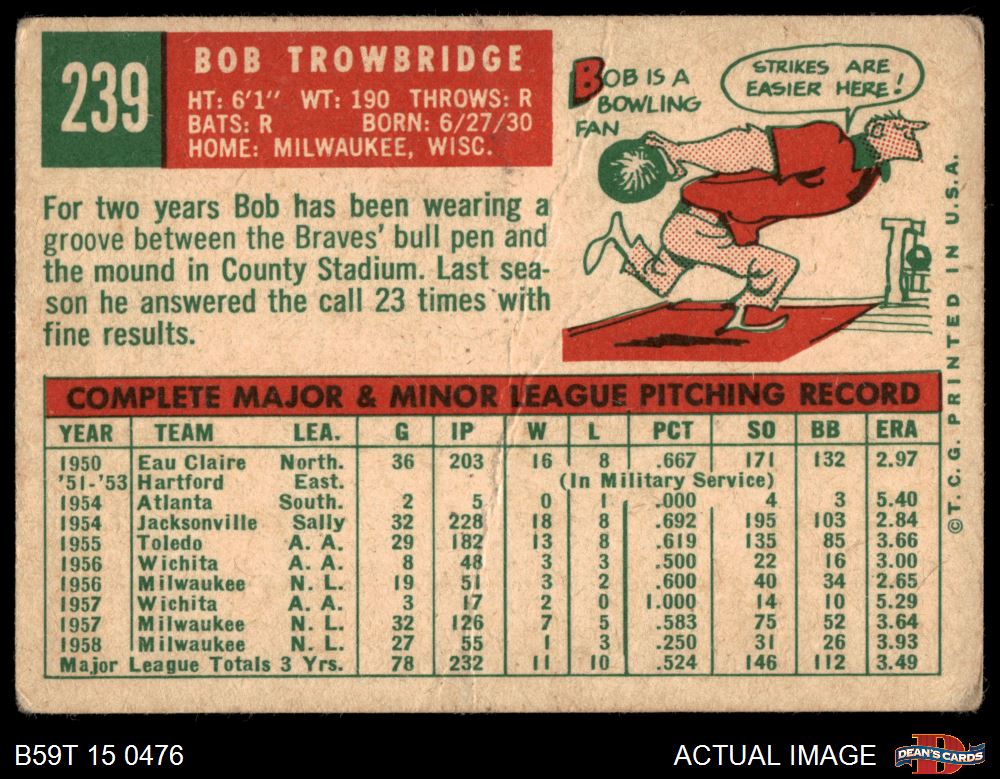 239
BOB TROWBRIDGE
HT: 6'1" WT: 190 THROWS: R
BATS: R BORN: 6/27/30
HOME: MILWAUKEE, WISC.
BOB IS A
BOWLING
FAN
STRIKES ARE
EASIER HERE!
For two years Bob has been wearing a
groove between the Braves' bull pen and
the mound in County Stadium. Last sea-
son he answered the call 23 times with
fine results.
COMPLETE MAJOR & MINOR LEAGUE PITCHING RECORD
YEAR TEAM LEA. G IP W L PCT SO BB ERA
1950 Eau Claire North. 36 203 16 8 .667 171 132 2.97
'51-'53 Hartford East. (In Military Service)
1954 Atlanta South. 2 5 0 1 .000 4 3 5.40
1954 Jacksonville Sally 32 228 18 8 .692 195 103 2.84
1955 Toledo A. A. 29 182 13 8 .619 135 85 3.66
1956 Wichita A. A. 8 48 3 3 .500 22 16 3.00
1956 Milwaukee N. L. 19 51 3 2 .600 40 34 2.65
1957 Wichita A. A. 3 17 2 0 1.000 14 10 5.29
1957 Milwaukee N. L. 32 126 7 5 .583 75 52 3.64
1958 Milwaukee N. L. 27 55 1 3 .250 31 26 3.93
Major League Totals 3 Yrs. 78 232 11 10 .524 146 112 3.49
©T. C. G. PRINTED IN U.S.A.
B59T 15 0476
ACTUAL IMAGE
DEAN'S CARDS